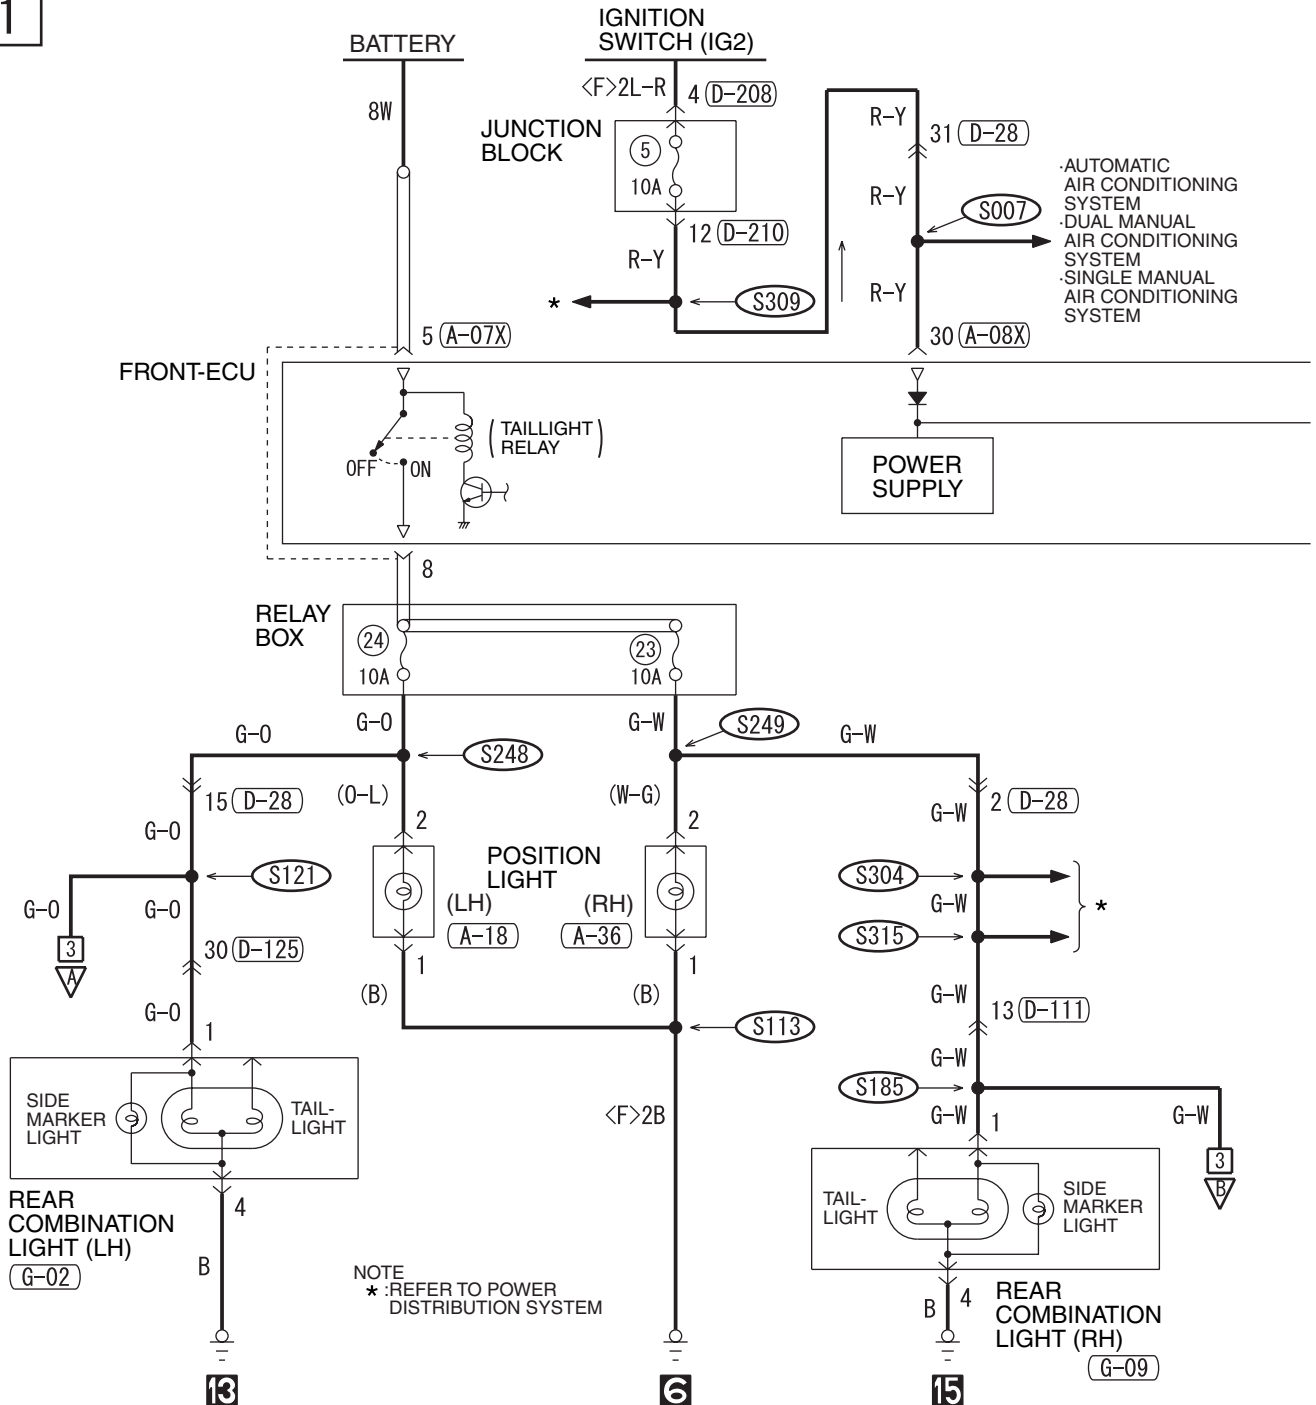 1
BATTERY
IGNITION
SWITCH (IG2)
8W
<F>2L-R
4 D-208
JUNCTION
BLOCK
5
10A
12 D-210
R-Y
*
S309
R-Y
31 D-28
R-Y
S007
R-Y
·AUTOMATIC
AIR CONDITIONING
SYSTEM
·DUAL MANUAL
AIR CONDITIONING
SYSTEM
·SINGLE MANUAL
AIR CONDITIONING
SYSTEM
5 A-07X
30 A-08X
FRONT-ECU
(TAILLIGHT
RELAY)
OFF
ON
POWER
SUPPLY
8
RELAY
BOX
24
10A
23
10A
G-O
G-O
S248
G-W
S249
G-W
15 D-28
(O-L)
(W-G)
2 D-28
G-O
2
2
G-W
S121
POSITION
LIGHT
(LH)
A-18
(RH)
A-36
S304
*
G-O
G-O
G-W
S315
3
A
30 D-125
1
1
(B)
(B)
G-W
13 D-111
G-O
1
S113
G-W
S185
G-W
1
G-W
3
B
SIDE
MARKER
LIGHT
TAIL-
LIGHT
<F>2B
TAIL-
LIGHT
SIDE
MARKER
LIGHT
REAR
COMBINATION
LIGHT (LH)
G-02
4
B
NOTE
* :REFER TO POWER
DISTRIBUTION SYSTEM
B
4
REAR
COMBINATION
LIGHT (RH)
G-09
13
6
15